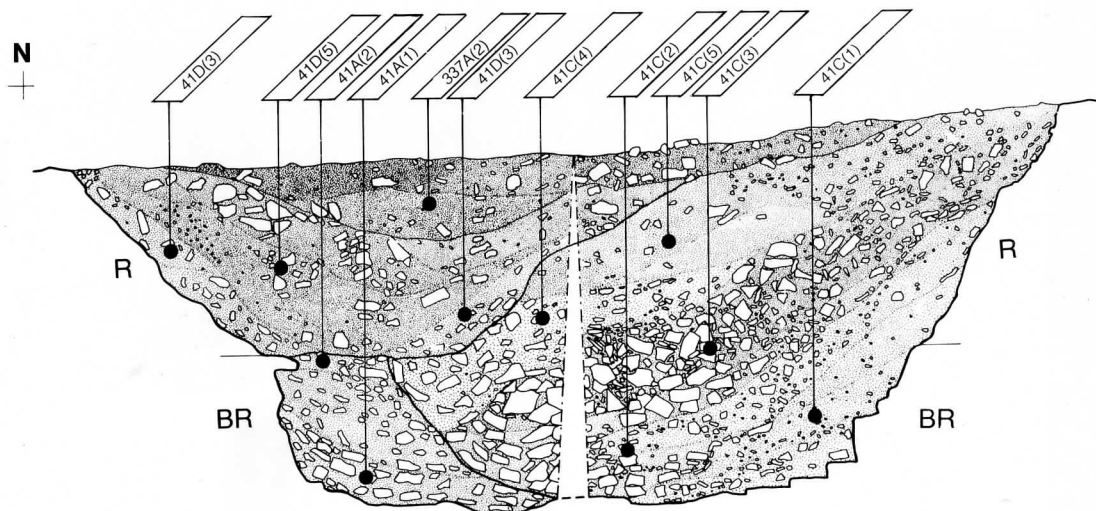 N
41D(3)
41D(5)
41A(2)
41A(1)
337A(2)
41D(3)
41C(4)
41C(2)
41C(5)
41C(3)
41C(1)
R
R
BR
BR